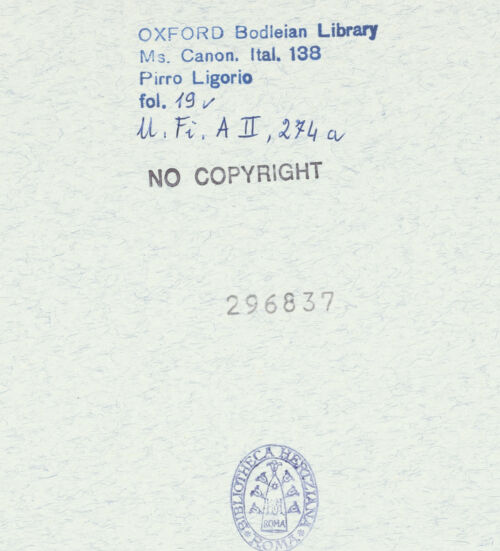 OXFORD Bodleian Library
Ms. Canon. Ital. 138
Pirro Ligorio
fol. 19 v
U. Fi. A II, 274 a
NO COPYRIGHT
296837
BIBLIOTHECA HERTZIANA
ROMA
ROMA